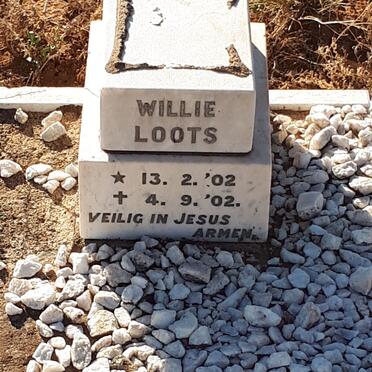 WILLIE
LOOTS
★ 13. 2. '02
✝ 4. 9. '02.
VEILIG IN JESUS
ARMEN.